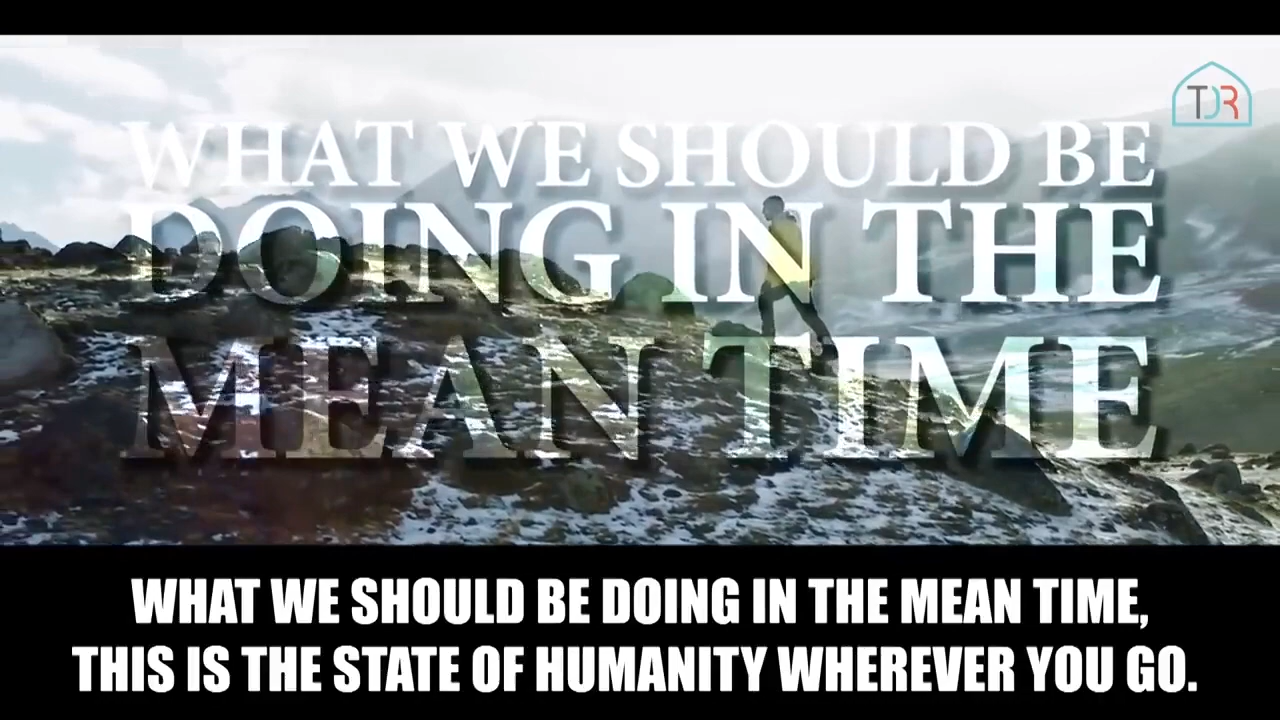 TDR
WHAT WE SHOULD BE
DOING IN THE
MEAN TIME
WHAT WE SHOULD BE DOING IN THE MEAN TIME,
THIS IS THE STATE OF HUMANITY WHEREVER YOU GO.